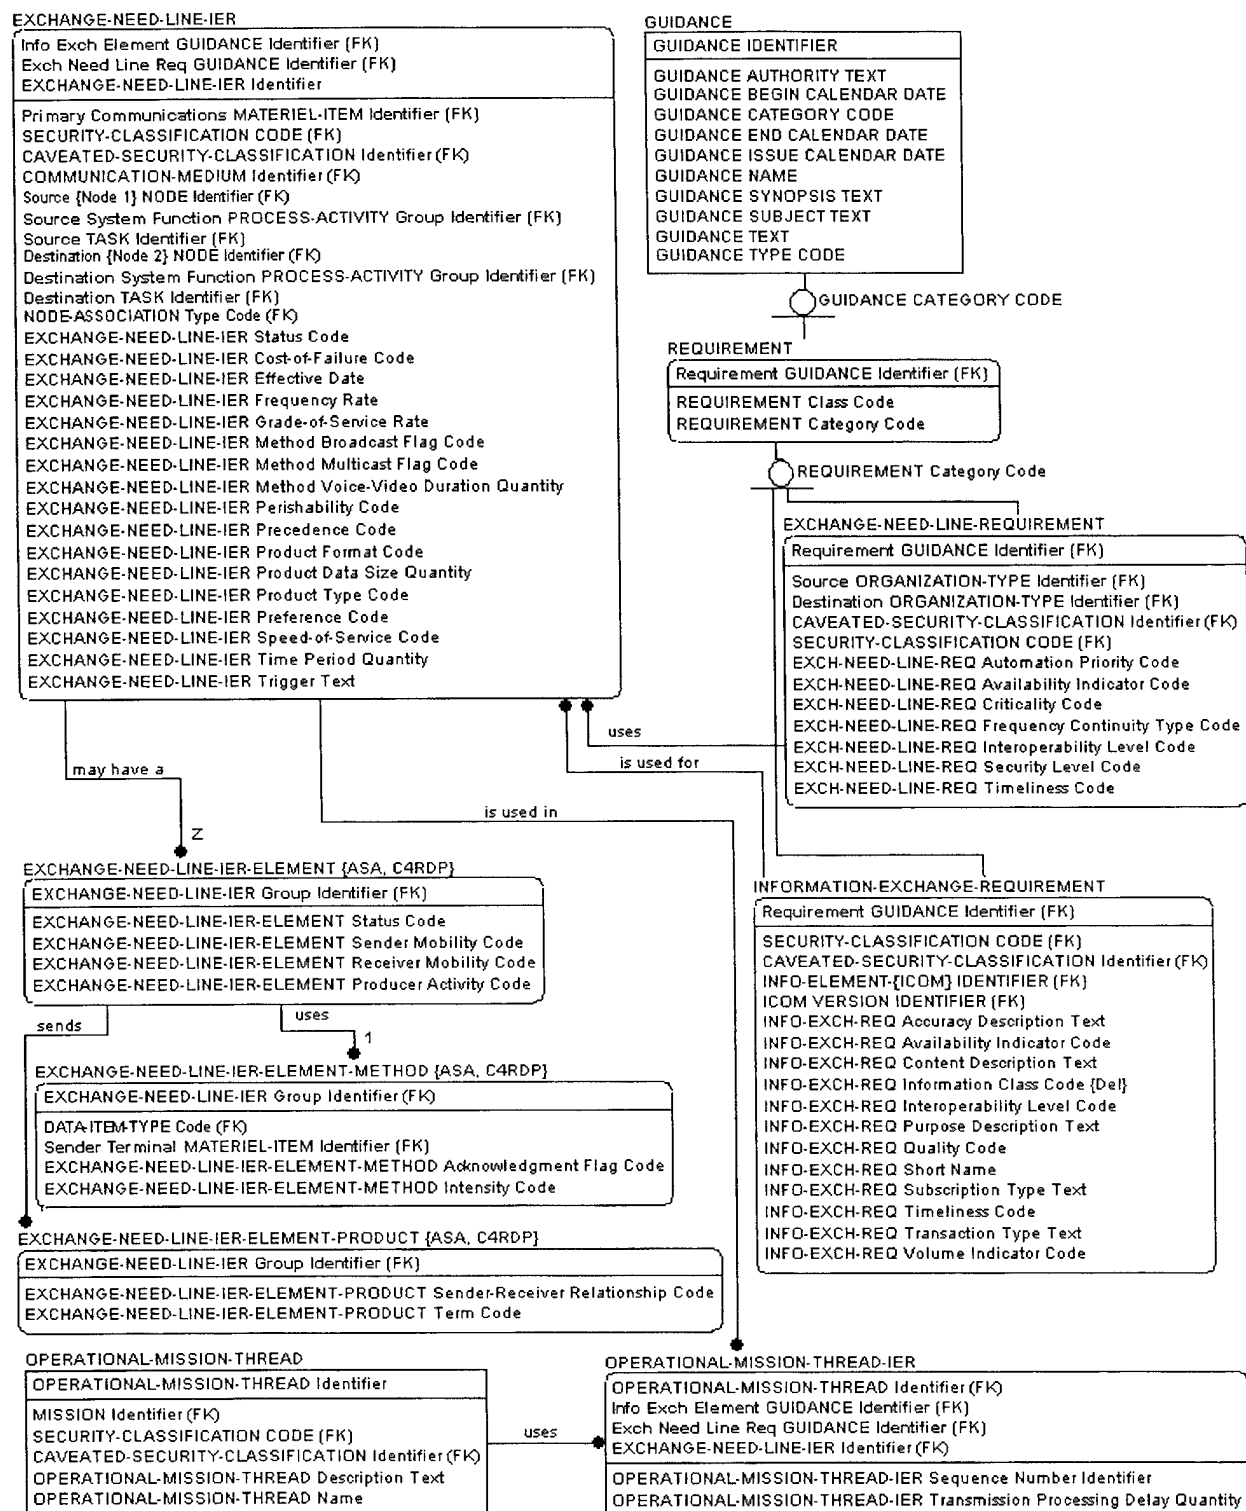 EXCHANGE-NEED-LINE-IER
Info Exch Element GUIDANCE Identifier (FK)
Exch Need Line Req GUIDANCE Identifier (FK)
EXCHANGE-NEED-LINE-IER Identifier
Primary Communications MATERIEL-ITEM Identifier (FK)
SECURITY-CLASSIFICATION CODE (FK)
CAVEATED-SECURITY-CLASSIFICATION Identifier (FK)
COMMUNICATION-MEDIUM Identifier (FK)
Source {Node 1} NODE Identifier (FK)
Source System Function PROCESS-ACTIVITY Group Identifier (FK)
Source TASK Identifier (FK)
Destination {Node 2} NODE Identifier (FK)
Destination System Function PROCESS-ACTIVITY Group Identifier (FK)
Destination TASK Identifier (FK)
NODE-ASSOCIATION Type Code (FK)
EXCHANGE-NEED-LINE-IER Status Code
EXCHANGE-NEED-LINE-IER Cost-of-Failure Code
EXCHANGE-NEED-LINE-IER Effective Date
EXCHANGE-NEED-LINE-IER Frequency Rate
EXCHANGE-NEED-LINE-IER Grade-of-Service Rate
EXCHANGE-NEED-LINE-IER Method Broadcast Flag Code
EXCHANGE-NEED-LINE-IER Method Multicast Flag Code
EXCHANGE-NEED-LINE-IER Method Voice-Video Duration Quantity
EXCHANGE-NEED-LINE-IER Perishability Code
EXCHANGE-NEED-LINE-IER Precedence Code
EXCHANGE-NEED-LINE-IER Product Format Code
EXCHANGE-NEED-LINE-IER Product Data Size Quantity
EXCHANGE-NEED-LINE-IER Product Type Code
EXCHANGE-NEED-LINE-IER Preference Code
EXCHANGE-NEED-LINE-IER Speed-of-Service Code
EXCHANGE-NEED-LINE-IER Time Period Quantity
EXCHANGE-NEED-LINE-IER Trigger Text
GUIDANCE
GUIDANCE IDENTIFIER
GUIDANCE AUTHORITY TEXT
GUIDANCE BEGIN CALENDAR DATE
GUIDANCE CATEGORY CODE
GUIDANCE END CALENDAR DATE
GUIDANCE ISSUE CALENDAR DATE
GUIDANCE NAME
GUIDANCE SYNOPSIS TEXT
GUIDANCE SUBJECT TEXT
GUIDANCE TEXT
GUIDANCE TYPE CODE
GUIDANCE CATEGORY CODE
REQUIREMENT
Requirement GUIDANCE Identifier (FK)
REQUIREMENT Class Code
REQUIREMENT Category Code
REQUIREMENT Category Code
EXCHANGE-NEED-LINE-REQUIREMENT
Requirement GUIDANCE Identifier (FK)
Source ORGANIZATION-TYPE Identifier (FK)
Destination ORGANIZATION-TYPE Identifier (FK)
CAVEATED-SECURITY-CLASSIFICATION Identifier (FK)
SECURITY-CLASSIFICATION CODE (FK)
EXCH-NEED-LINE-REQ Automation Priority Code
EXCH-NEED-LINE-REQ Availability Indicator Code
EXCH-NEED-LINE-REQ Criticality Code
EXCH-NEED-LINE-REQ Frequency Continuity Type Code
EXCH-NEED-LINE-REQ Interoperability Level Code
EXCH-NEED-LINE-REQ Security Level Code
EXCH-NEED-LINE-REQ Timeliness Code
uses
is used for
may have a
is used in
Z
EXCHANGE-NEED-LINE-IER-ELEMENT {ASA, C4RDP}
EXCHANGE-NEED-LINE-IER Group Identifier (FK)
EXCHANGE-NEED-LINE-IER-ELEMENT Status Code
EXCHANGE-NEED-LINE-IER-ELEMENT Sender Mobility Code
EXCHANGE-NEED-LINE-IER-ELEMENT Receiver Mobility Code
EXCHANGE-NEED-LINE-IER-ELEMENT Producer Activity Code
INFORMATION-EXCHANGE-REQUIREMENT
Requirement GUIDANCE Identifier (FK)
SECURITY-CLASSIFICATION CODE (FK)
CAVEATED-SECURITY-CLASSIFICATION Identifier (FK)
INFO-ELEMENT-{ICOM} IDENTIFIER (FK)
ICOM VERSION IDENTIFIER (FK)
INFO-EXCH-REQ Accuracy Description Text
INFO-EXCH-REQ Availability Indicator Code
INFO-EXCH-REQ Content Description Text
INFO-EXCH-REQ Information Class Code {Del}
INFO-EXCH-REQ Interoperability Level Code
INFO-EXCH-REQ Purpose Description Text
INFO-EXCH-REQ Quality Code
INFO-EXCH-REQ Short Name
INFO-EXCH-REQ Subscription Type Text
INFO-EXCH-REQ Timeliness Code
INFO-EXCH-REQ Transaction Type Text
INFO-EXCH-REQ Volume Indicator Code
sends
uses
1
EXCHANGE-NEED-LINE-IER-ELEMENT-METHOD {ASA, C4RDP}
EXCHANGE-NEED-LINE-IER Group Identifier (FK)
DATA-ITEM-TYPE Code (FK)
Sender Terminal MATERIEL-ITEM Identifier (FK)
EXCHANGE-NEED-LINE-IER-ELEMENT-METHOD Acknowledgment Flag Code
EXCHANGE-NEED-LINE-IER-ELEMENT-METHOD Intensity Code
EXCHANGE-NEED-LINE-IER-ELEMENT-PRODUCT {ASA, C4RDP}
EXCHANGE-NEED-LINE-IER Group Identifier (FK)
EXCHANGE-NEED-LINE-IER-ELEMENT-PRODUCT Sender-Receiver Relationship Code
EXCHANGE-NEED-LINE-IER-ELEMENT-PRODUCT Term Code
OPERATIONAL-MISSION-THREAD
OPERATIONAL-MISSION-THREAD Identifier
MISSION Identifier (FK)
SECURITY-CLASSIFICATION CODE (FK)
CAVEATED-SECURITY-CLASSIFICATION Identifier (FK)
OPERATIONAL-MISSION-THREAD Description Text
OPERATIONAL-MISSION-THREAD Name
uses
OPERATIONAL-MISSION-THREAD-IER
OPERATIONAL-MISSION-THREAD Identifier (FK)
Info Exch Element GUIDANCE Identifier (FK)
Exch Need Line Req GUIDANCE Identifier (FK)
EXCHANGE-NEED-LINE-IER Identifier (FK)
OPERATIONAL-MISSION-THREAD-IER Sequence Number Identifier
OPERATIONAL-MISSION-THREAD-IER Transmission Processing Delay Quantity